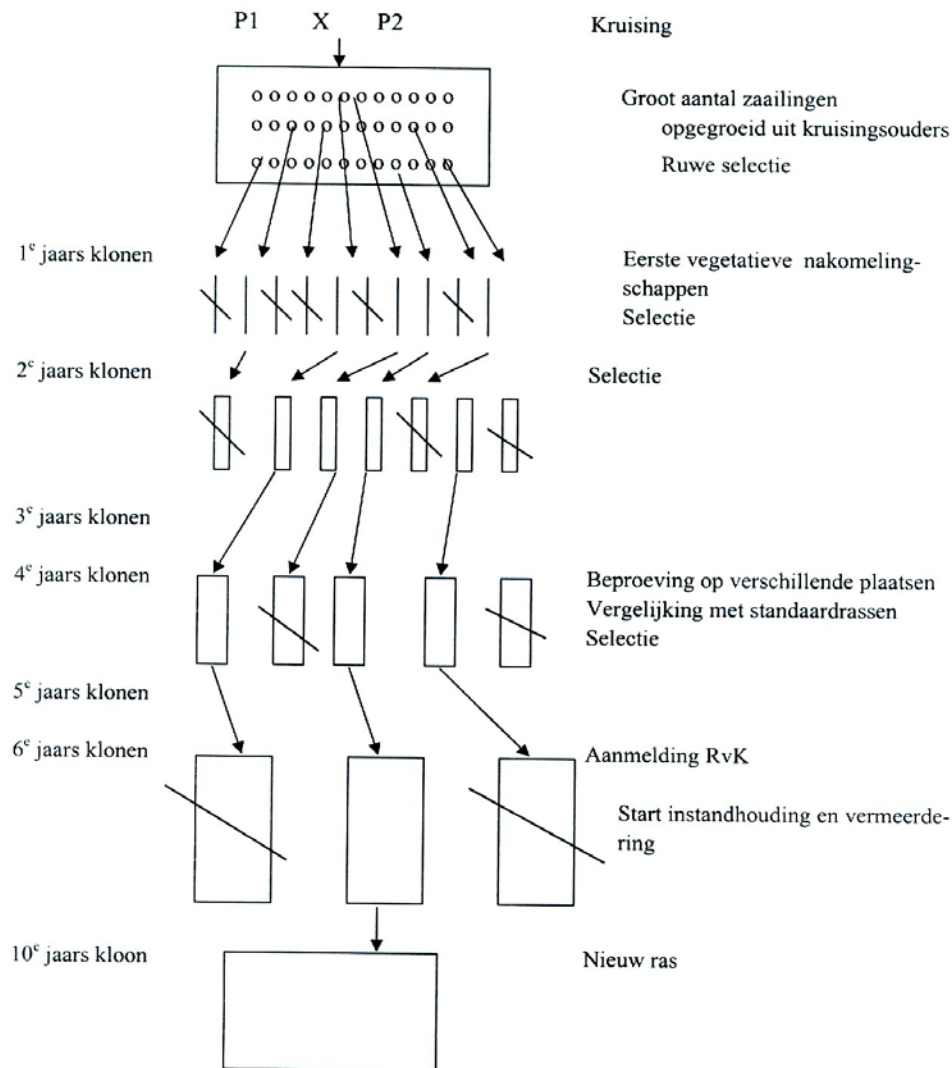 P1 X P2 Kruising
Groot aantal zaailingen
opgegroeid uit kruisingsouders
Ruwe selectie
1e jaars klonen
Eerste vegetatieve nakomeling-
schappen
Selectie
2e jaars klonen
Selectie
3e jaars klonen
4e jaars klonen
Beproeving op verschillende plaatsen
Vergelijking met standaardrassen
Selectie
5e jaars klonen
6e jaars klonen
Aanmelding RvK
Start instandhouding en vermeerde-
ring
10e jaars kloon
Nieuw ras